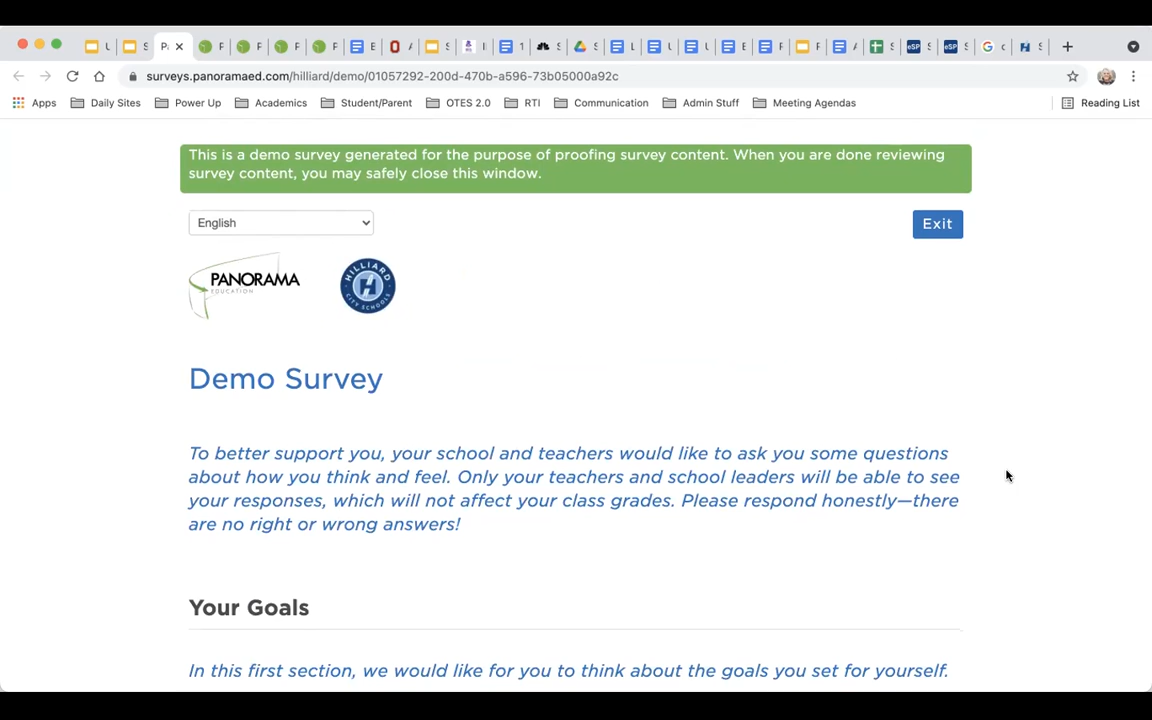 surveys.panoramaed.com/hilliard/demo/01057292-200d-470b-a596-73b05000a92c
Apps Daily Sites Power Up Academics Student/Parent OTES 2.0 RTI Communication Admin Stuff Meeting Agendas Reading List
This is a demo survey generated for the purpose of proofing survey content. When you are done reviewing
survey content, you may safely close this window.
English
Exit
PANORAMA
EDUCATION
HILLIARD
H
CITY SCHOOLS
Demo Survey
To better support you, your school and teachers would like to ask you some questions
about how you think and feel. Only your teachers and school leaders will be able to see
your responses, which will not affect your class grades. Please respond honestly—there
are no right or wrong answers!
Your Goals
In this first section, we would like for you to think about the goals you set for yourself.